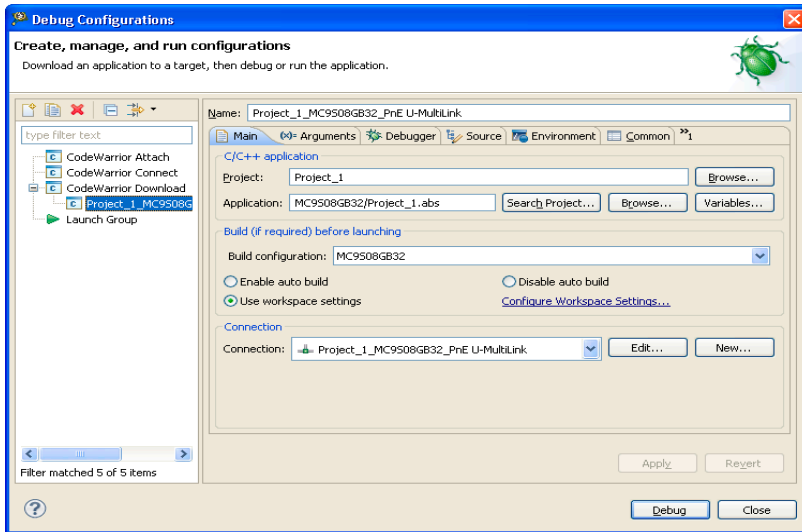 Debug Configurations
Create, manage, and run configurations
Download an application to a target, then debug or run the application.
type filter text
CodeWarrior Attach
CodeWarrior Connect
CodeWarrior Download
Project_1_MC9S08G
Launch Group
Filter matched 5 of 5 items
Name: Project_1_MC9S08GB32_PnE U-MultiLink
Main (x)= Arguments Debugger Source Environment Common »1
C/C++ application
Project: Project_1 Browse...
Application: MC9S08GB32/Project_1.abs Search Project... Browse... Variables...
Build (if required) before launching
Build configuration: MC9S08GB32
Enable auto build Disable auto build
Use workspace settings Configure Workspace Settings...
Connection
Connection: Project_1_MC9S08GB32_PnE U-MultiLink Edit... New...
Apply Revert
? Debug Close